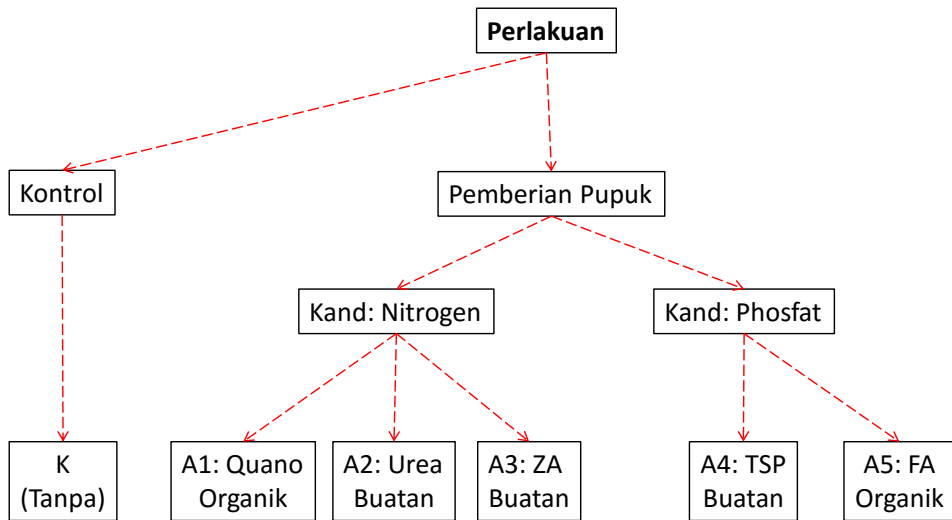 Perlakuan
Kontrol
Pemberian Pupuk
Kand: Nitrogen
Kand: Phosfat
K
(Tanpa)
A1: Quano
Organik
A2: Urea
Buatan
A3: ZA
Buatan
A4: TSP
Buatan
A5: FA
Organik